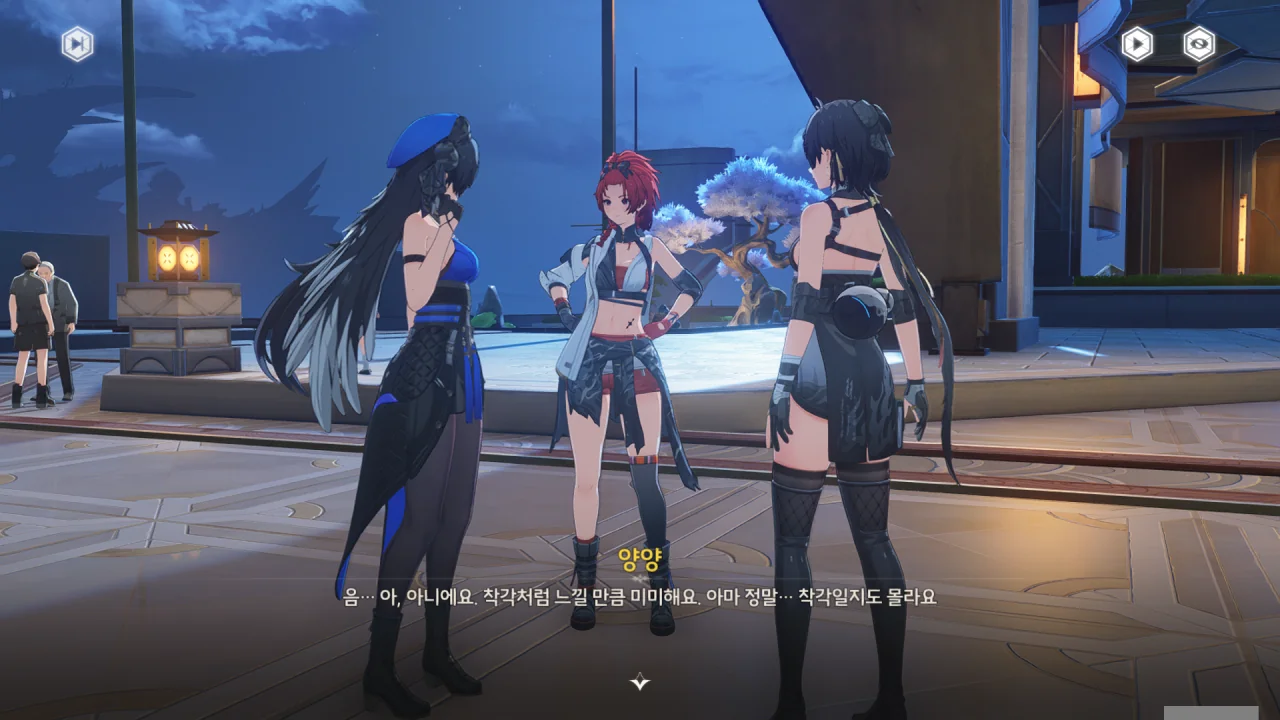 양양
음… 아, 아니에요. 착각처럼 느낄 만큼 미미해요. 아마 정말… 착각일지도 몰라요